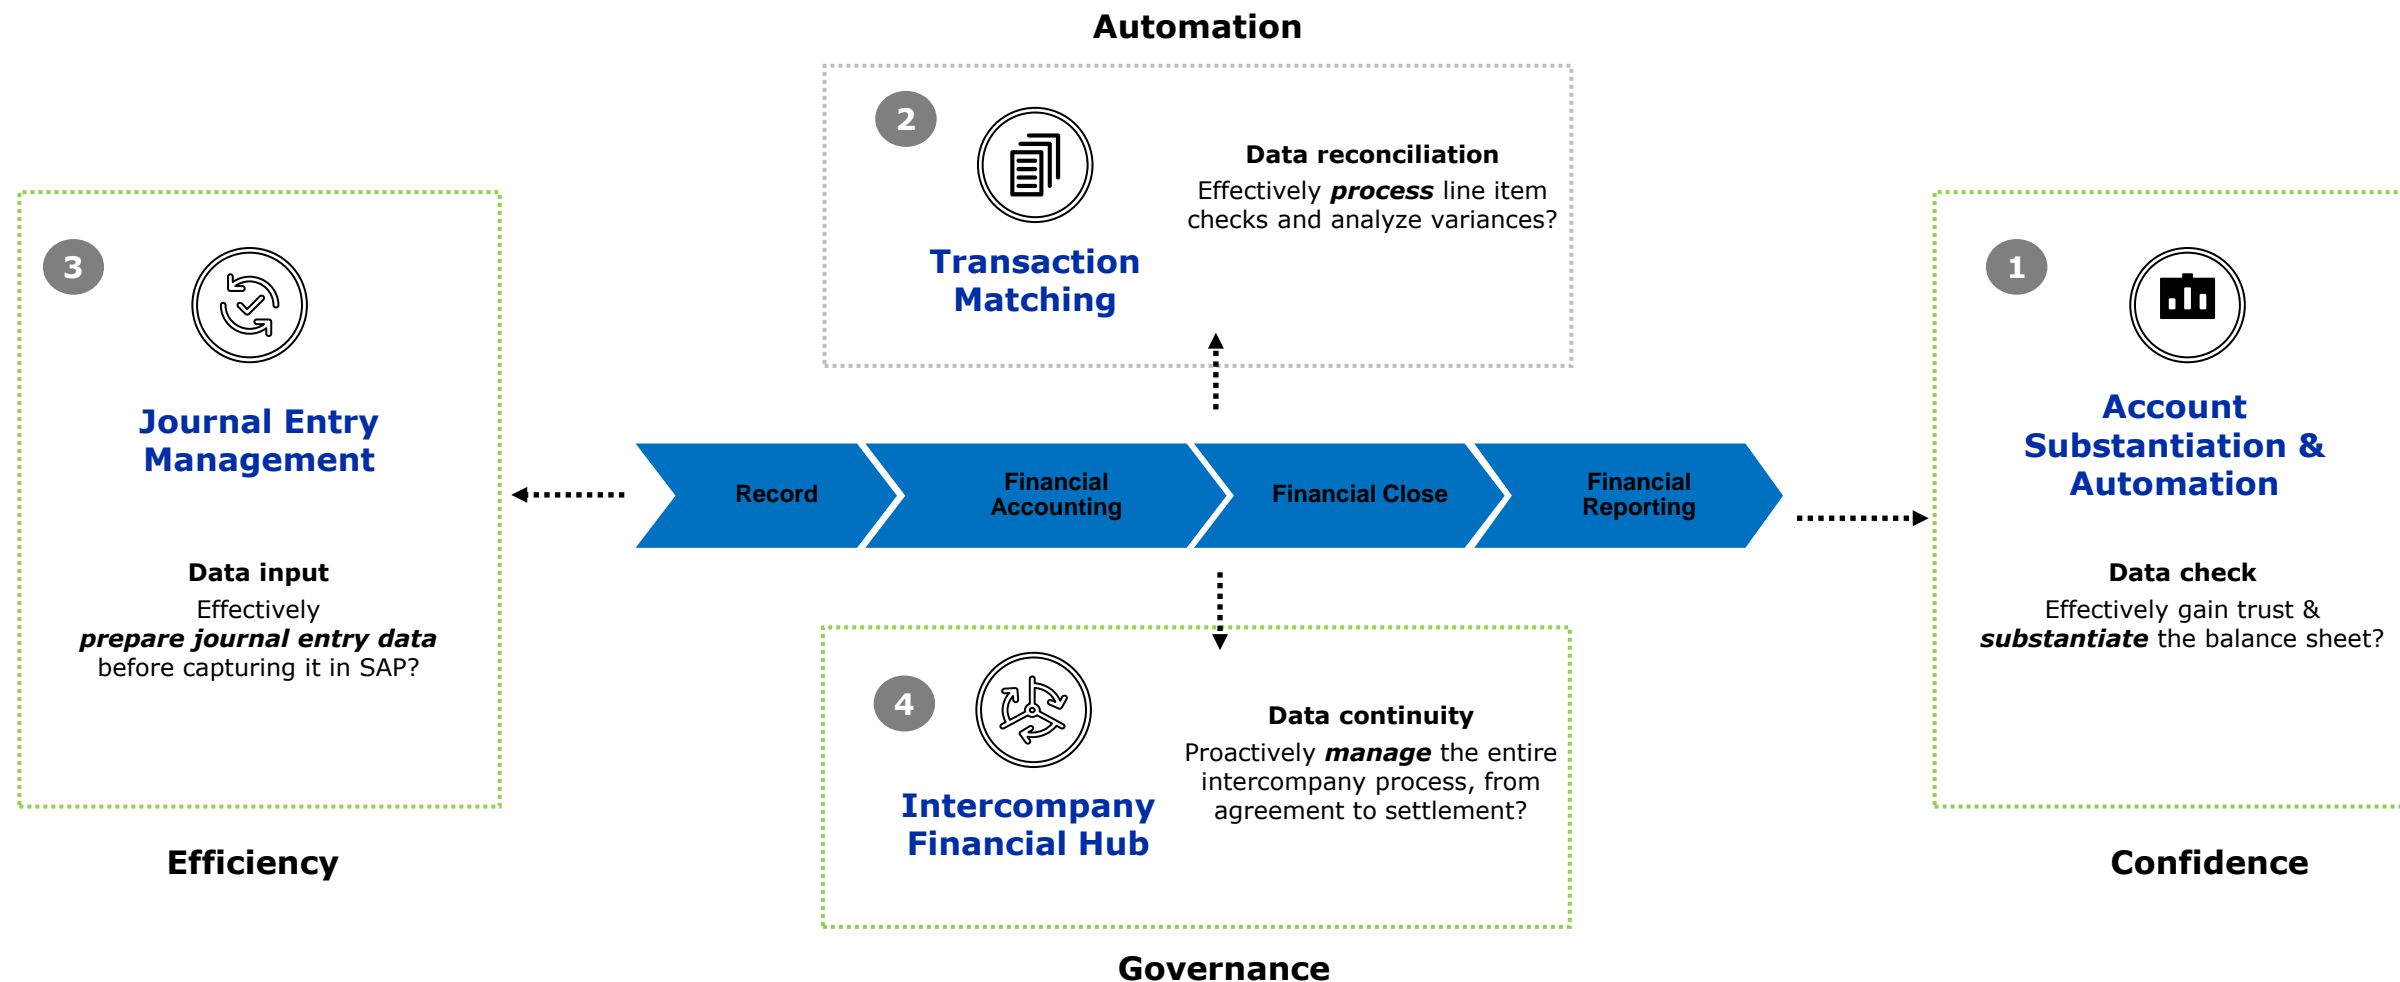 Automation
2
Data reconciliation
Effectively process line item
checks and analyze variances?
Transaction
Matching
3
Journal Entry
Management
Data input
Effectively
prepare journal entry data
before capturing it in SAP?
Efficiency
Record
Financial
Accounting
Financial Close
Financial
Reporting
1
Account
Substantiation &
Automation
Data check
Effectively gain trust &
substantiate the balance sheet?
Confidence
4
Data continuity
Proactively manage the entire
intercompany process, from
agreement to settlement?
Intercompany
Financial Hub
Governance